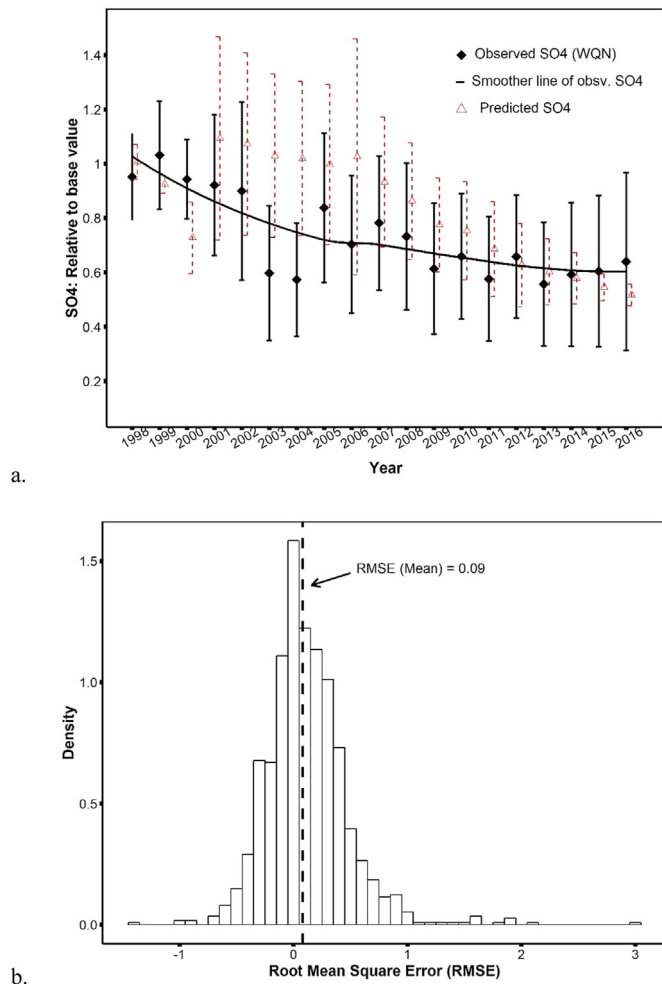 1.4
1.2
1
0.8
0.6
0.4
0.2
SO4: Relative to base value
Observed SO4 (WQN)
Smoother line of obsv. SO4
Predicted SO4
1998 1999 2000 2001 2002 2003 2004 2005 2006 2007 2008 2009 2010 2011 2012 2013 2014 2015 2016
Year
a.
1.5
1.0
0.5
0.0
Density
RMSE (Mean) = 0.09
-1 0 1 2 3
Root Mean Square Error (RMSE)
b.